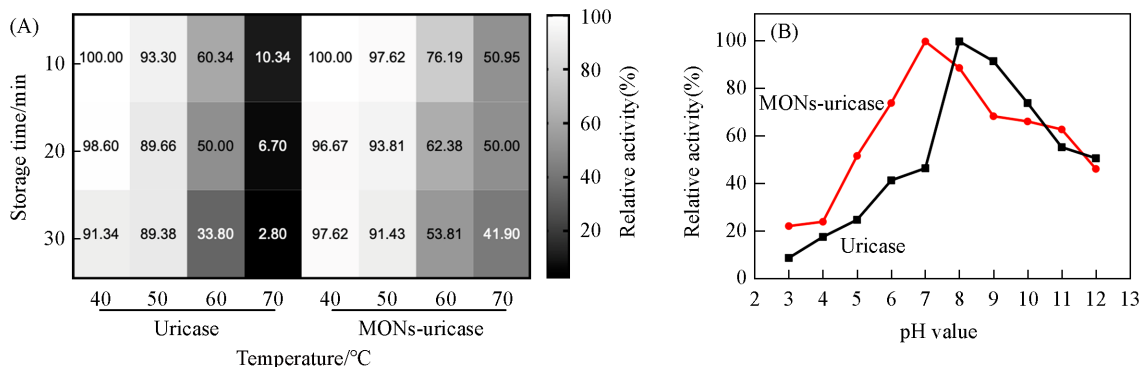 (A)
Storage time/min
10
20
30
100.00 93.30 60.34 10.34 100.00 97.62 76.19 50.95
98.60 89.66 50.00 6.70 96.67 93.81 62.38 50.00
91.34 89.38 33.80 2.80 97.62 91.43 53.81 41.90
40 50 60 70 40 50 60 70
Uricase MONs-uricase
Temperature/°C
100
80
60
40
20
Relative activity(%)
(B)
Relative activity(%)
100
80
60
40
20
0
MONs-uricase
Uricase
2 3 4 5 6 7 8 9 10 11 12 13
pH value